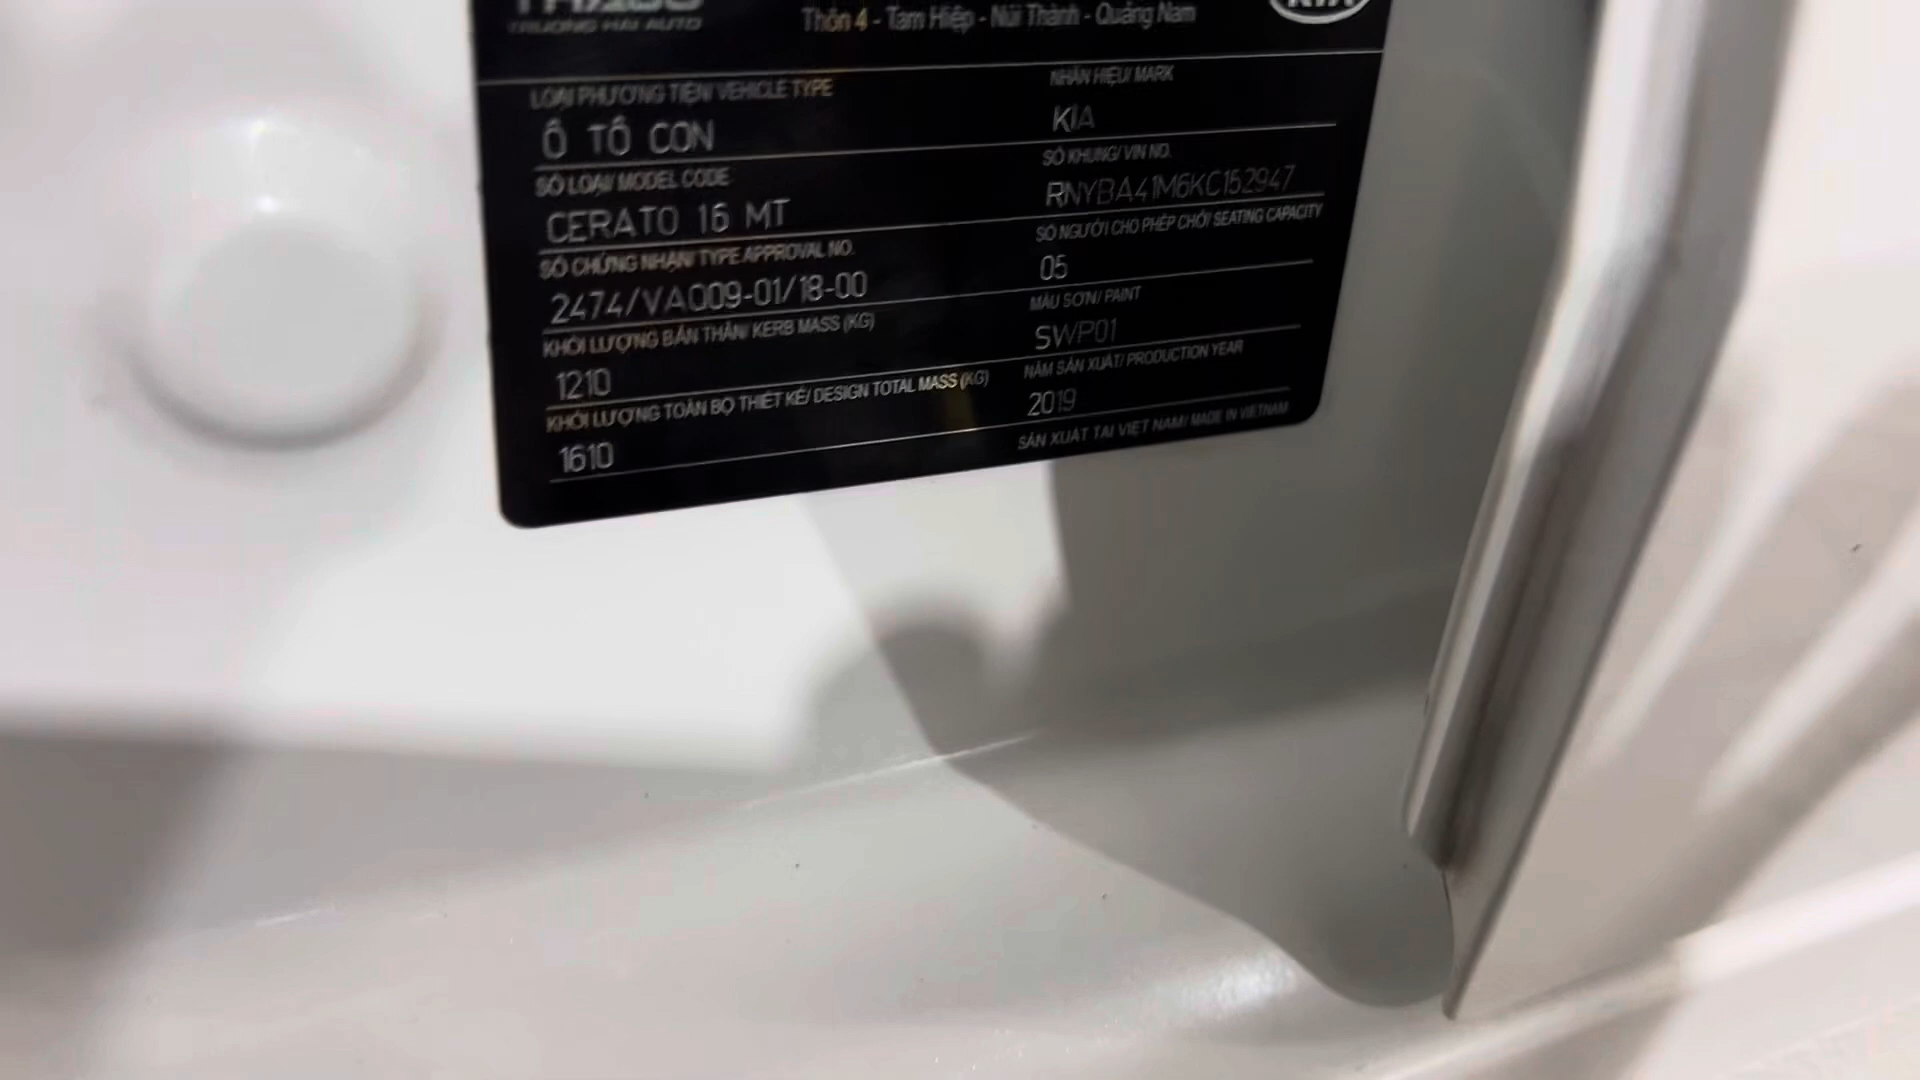 THACO
TRUONG HAI AUTO
Thôn 4 - Tam Hiệp - Núi Thành - Quảng Nam
KIA
LOẠI PHƯƠNG TIỆN/ VEHICLE TYPE
Ô TÔ CON
NHÃN HIỆU/ MARK
KIA
SỐ LOẠI/ MODEL CODE
CERATO 16 MT
SỐ KHUNG/ VIN NO.
RNYBA41M6KC152947
SỐ CHỨNG NHẬN/ TYPE APPROVAL NO.
2474/VAQ09-01/18-00
SỐ NGƯỜI CHO PHÉP CHỞ/ SEATING CAPACITY
05
KHỐI LƯỢNG BẢN THÂN/ KERB MASS (KG)
1210
MÀU SƠN/ PAINT
SWP01
KHỐI LƯỢNG TOÀN BỘ THIẾT KẾ/ DESIGN TOTAL MASS (KG)
1610
NĂM SẢN XUẤT/ PRODUCTION YEAR
2019
SẢN XUẤT TẠI VIỆT NAM/ MADE IN VIETNAM